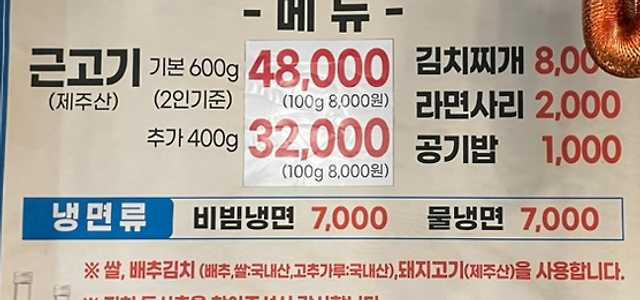 - 메 뉴 -
근고기 기본 600g 48,000 김치찌개
(제주산) (2인기준) (100g 8,000원) 라면사리 2,000
추가 400g 32,000 공기밥 1,000
(100g 8,000원)
냉면류 비빔냉면 7,000 물냉면 7,000
※ 쌀, 배추김치 (배추,쌀:국내산,고추가루:국내산),돼지고기(제주산)을 사용합니다.